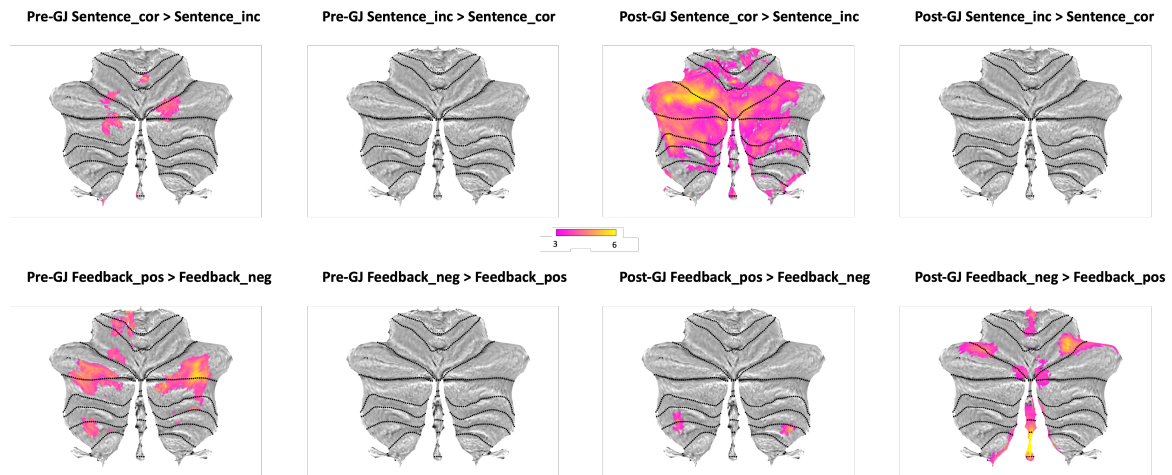 Pre-GJ Sentence_cor > Sentence_inc
Pre-GJ Sentence_inc > Sentence_cor
Post-GJ Sentence_cor > Sentence_inc
Post-GJ Sentence_inc > Sentence_cor
3 6
Pre-GJ Feedback_pos > Feedback_neg
Pre-GJ Feedback_neg > Feedback_pos
Post-GJ Feedback_pos > Feedback_neg
Post-GJ Feedback_neg > Feedback_pos